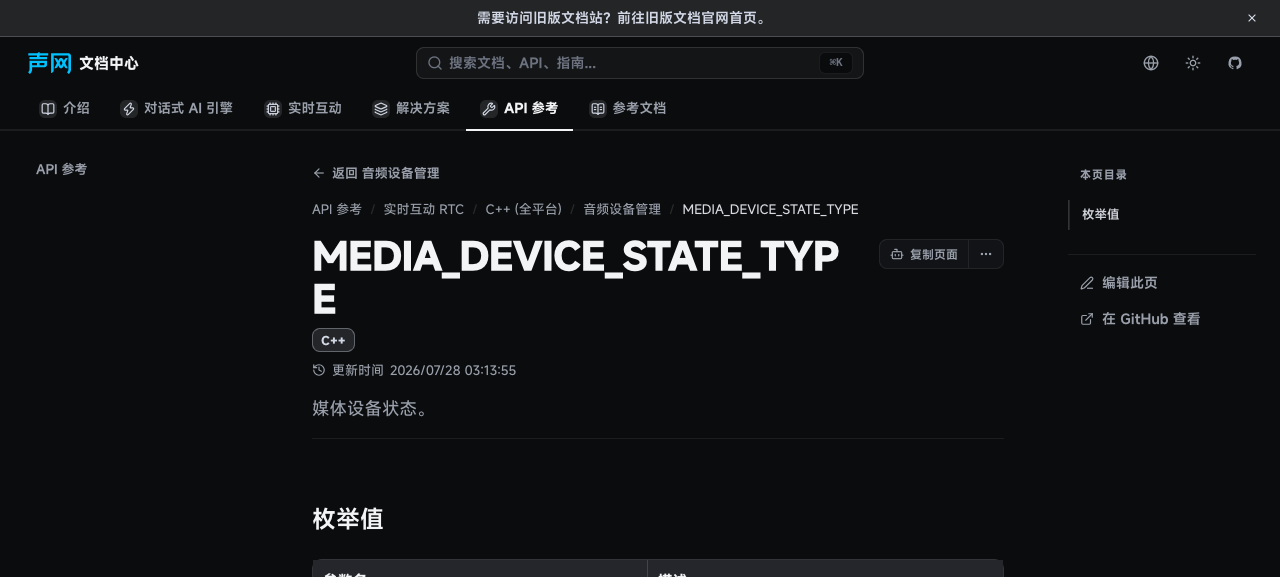 需要访问旧版文档站？前往旧版文档官网首页。
声网 文档中心
搜索文档、API、指南...
⌘K
介绍
对话式 AI 引擎
实时互动
解决方案
API 参考
参考文档
API 参考
返回 音频设备管理
API 参考 / 实时互动 RTC / C++ (全平台) / 音频设备管理 / MEDIA_DEVICE_STATE_TYPE
MEDIA_DEVICE_STATE_TYP
E
复制页面
C++
更新时间 2026/07/28 03:13:55
媒体设备状态。
枚举值
参数名
描述
本页目录
枚举值
编辑此页
在 GitHub 查看